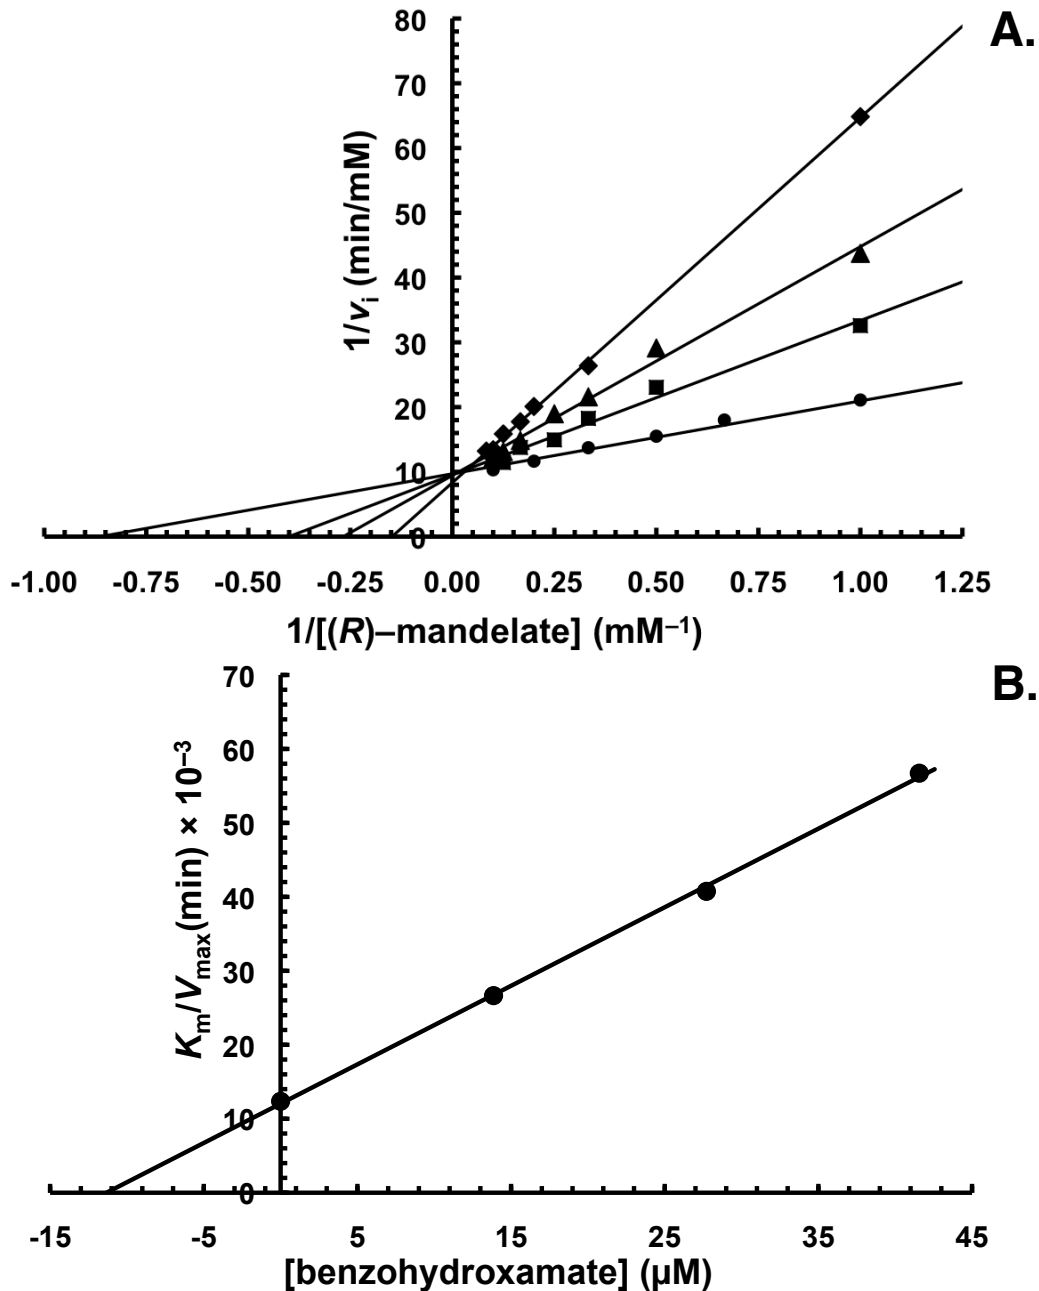 A.
80
70
60
50
40
30
20
10
0
1/vᵢ (min/mM)
-1.00 -0.75 -0.50 -0.25 0.00 0.25 0.50 0.75 1.00 1.25
1/[(R)–mandelate] (mM⁻¹)
B.
70
60
50
40
30
20
10
0
Kₘ/Vₘₐₓ(min) × 10⁻³
-15 -5 5 15 25 35 45
[benzohydroxamate] (µM)